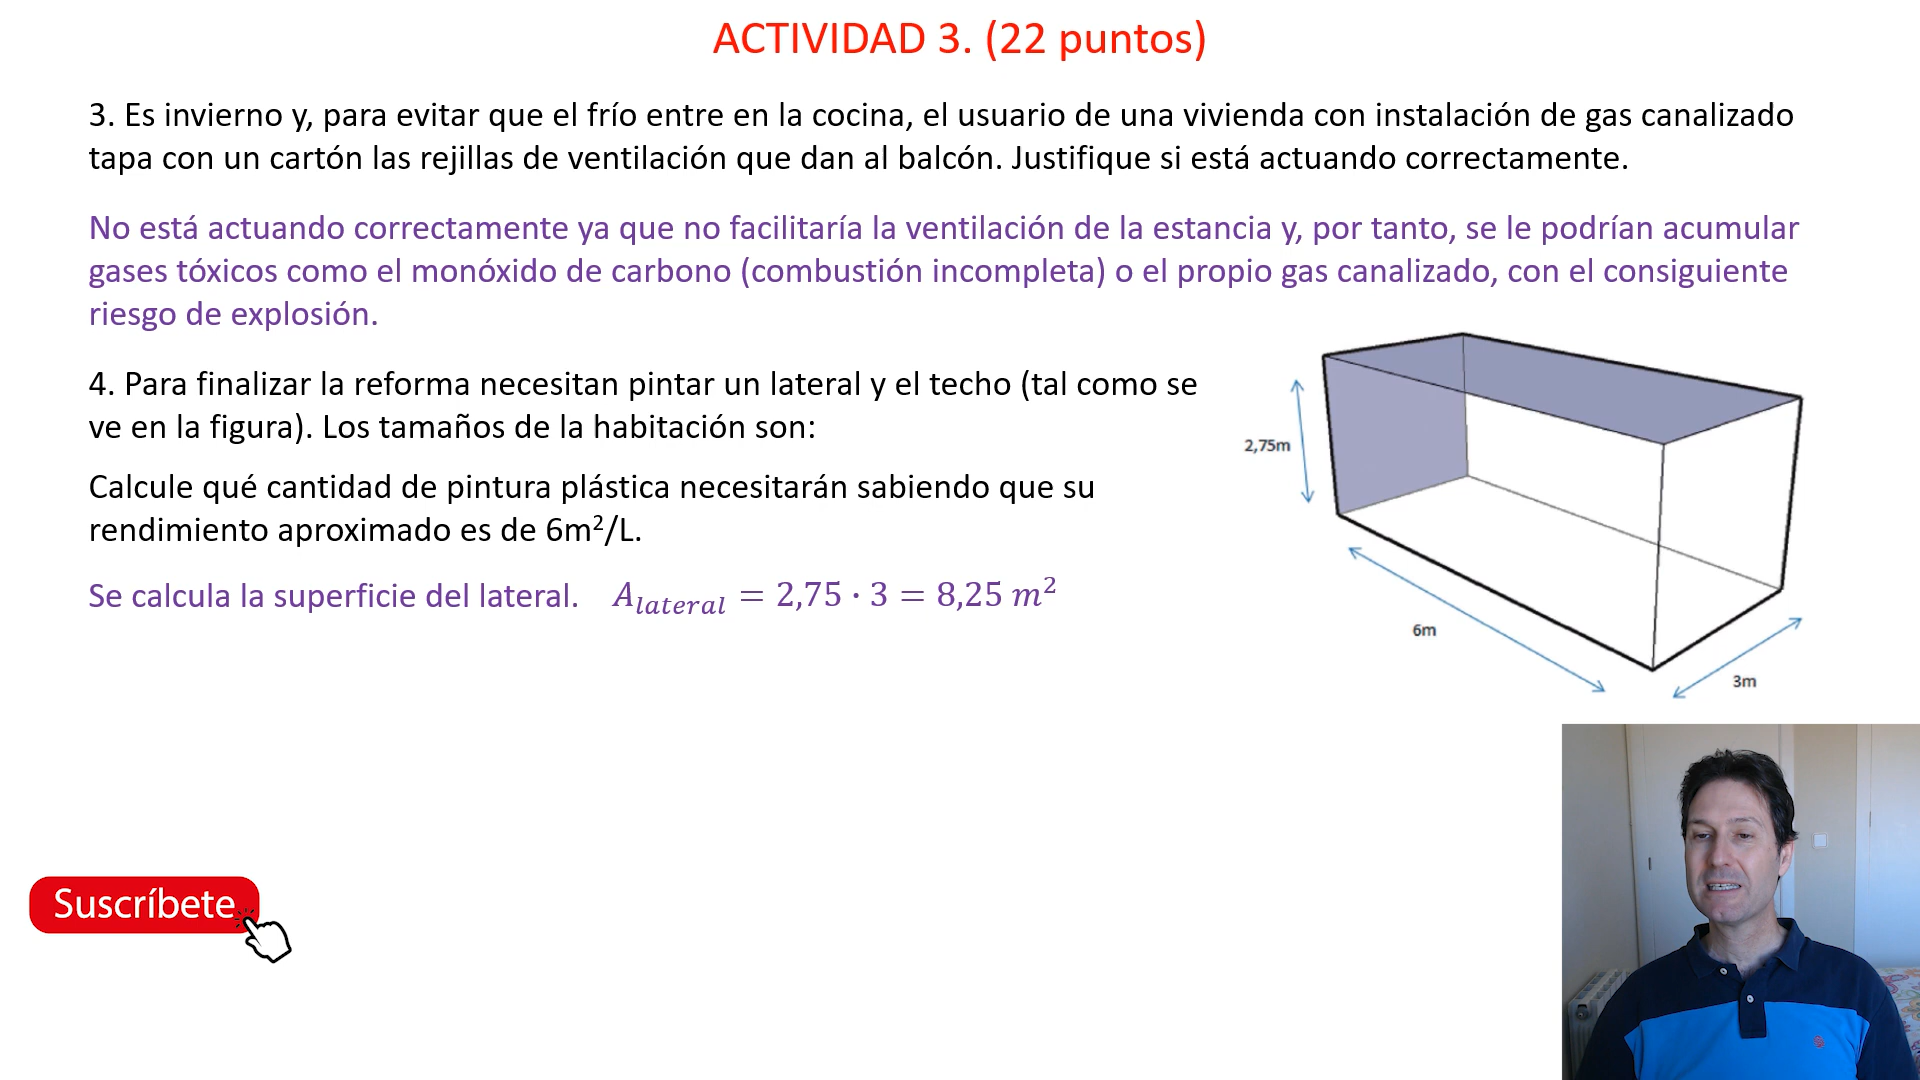 ACTIVIDAD 3. (22 puntos)
3. Es invierno y, para evitar que el frío entre en la cocina, el usuario de una vivienda con instalación de gas canalizado
tapa con un cartón las rejillas de ventilación que dan al balcón. Justifique si está actuando correctamente.
No está actuando correctamente ya que no facilitaría la ventilación de la estancia y, por tanto, se le podrían acumular
gases tóxicos como el monóxido de carbono (combustión incompleta) o el propio gas canalizado, con el consiguiente
riesgo de explosión.
4. Para finalizar la reforma necesitan pintar un lateral y el techo (tal como se
ve en la figura). Los tamaños de la habitación son:
2,75m
Calcule qué cantidad de pintura plástica necesitarán sabiendo que su
rendimiento aproximado es de 6m²/L.
Se calcula la superficie del lateral. A_lateral = 2,75 · 3 = 8,25 m²
6m
3m
Suscríbete